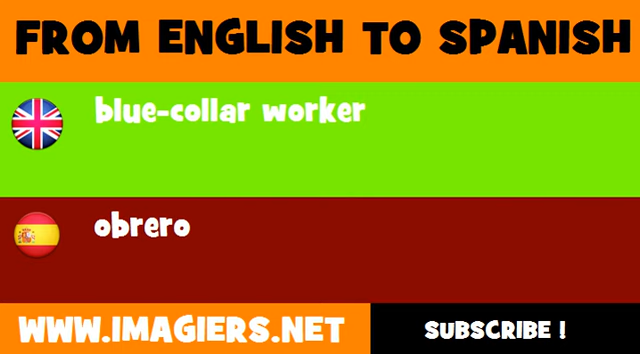 FROM ENGLISH TO SPANISH
blue-collar worker
obrero
WWW.IMAGIERS.NET
SUBSCRIBE !